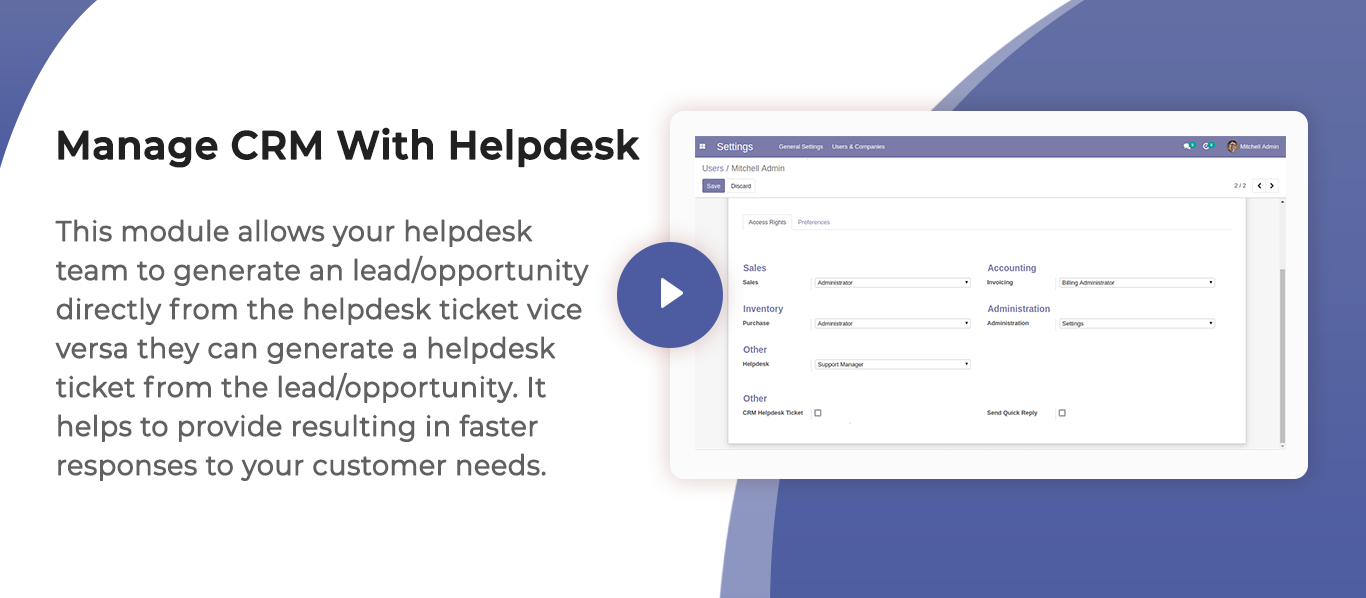 Manage CRM With Helpdesk
This module allows your helpdesk
team to generate an lead/opportunity
directly from the helpdesk ticket vice
versa they can generate a helpdesk
ticket from the lead/opportunity. It
helps to provide resulting in faster
responses to your customer needs.
Settings General Settings Users & Companies Mitchell Admin
Users / Mitchell Admin
Save Discard 2 / 2
Access Rights Preferences
Sales Accounting
Sales Administrator Invoicing Billing Administrator
Inventory Administration
Purchase Administrator Administration Settings
Other
Helpdesk Support Manager
Other
CRM Helpdesk Ticket Send Quick Reply